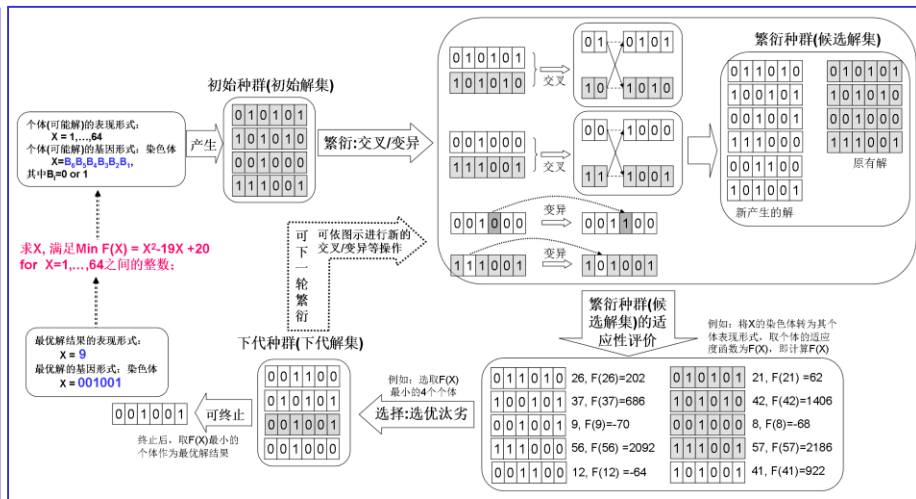 个体(可能解)的表现形式:
X = 1,…,64
个体(可能解)的基因形式: 染色体
X=B₆B₅B₄B₃B₂B₁,
其中Bᵢ=0 or 1
产生
初始种群(初始解集)
010101
101010
001000
111001
繁衍:交叉/变异
010101
101010
交叉
01 0101
10 1010
001000
111001
交叉
00 1000
11 1001
001000
变异
001100
111001
变异
101001
繁衍种群(候选解集)
011010
100101
001001
111000
001100
101001
新产生的解
010101
101010
001000
111001
原有解
求X, 满足Min F(X) = X²-19X +20
for X=1,…,64之间的整数;
可下一轮繁衍
可依图示进行新的
交叉/变异等操作
繁衍种群(候
选解集)的适
应性评价
例如: 将X的染色体转为其个
体表现形式, 取个体的适应
度函数为F(X), 即计算F(X)
011010 26, F(26)=202
100101 37, F(37)=686
001001 9, F(9)=-70
111000 56, F(56) =2092
001100 12, F(12) =-64
010101 21, F(21) =62
101010 42, F(42)=1406
001000 8, F(8)=-68
111001 57, F(57)=2186
101001 41, F(41)=922
例如: 选取F(X)
最小的4个个体
选择:选优汰劣
下代种群(下代解集)
001100
010101
001001
001000
可终止
终止后, 取F(X)最小的
个体作为最优解结果
001001
最优解结果的表现形式:
X = 9
最优解的基因形式: 染色体
X = 001001